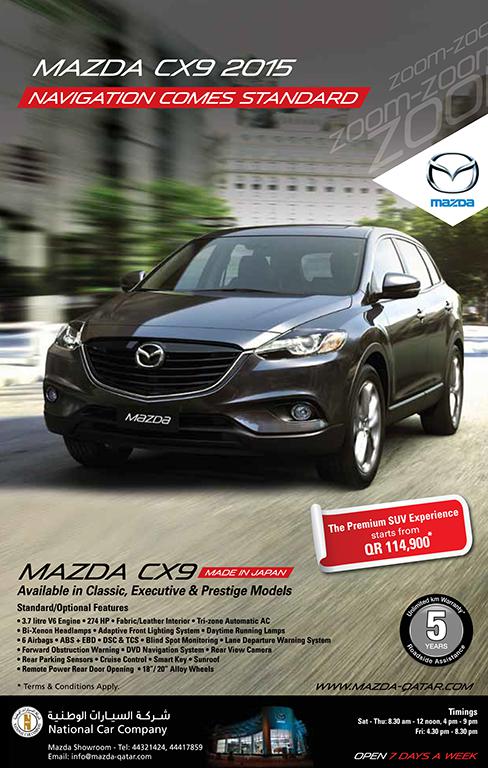 MAZDA CX9 2015
NAVIGATION COMES STANDARD
zoom-zoom
zoom-zoom
ZOO
mazda
mazda
The Premium SUV Experience
starts from
QR 114,900*
MAZDA CX9 MADE IN JAPAN
Available in Classic, Executive & Prestige Models
Standard/Optional Features
• 3.7 litre V6 Engine • 274 HP • Fabric/Leather Interior • Tri-zone Automatic AC
• Bi-Xenon Headlamps • Adaptive Front Lighting System • Daytime Running Lamps
• 6 Airbags • ABS + EBD • DSC & TCS • Blind Spot Monitoring • Lane Departure Warning System
• Forward Obstruction Warning • DVD Navigation System • Rear View Camera
• Rear Parking Sensors • Cruise Control • Smart Key • Sunroof
• Remote Power Rear Door Opening • 18"/20" Alloy Wheels
Unlimited km Warranty*
5
YEARS
Roadside Assistance
* Terms & Conditions Apply.
WWW.MAZDA-QATAR.COM
شركة السيارات الوطنية
National Car Company
Mazda Showroom - Tel: 44321424, 44417859
Email: info@mazda-qatar.com
Timings
Sat - Thu: 8.30 am - 12 noon, 4 pm - 9 pm
Fri: 4.30 pm - 8.30 pm
OPEN 7 DAYS A WEEK